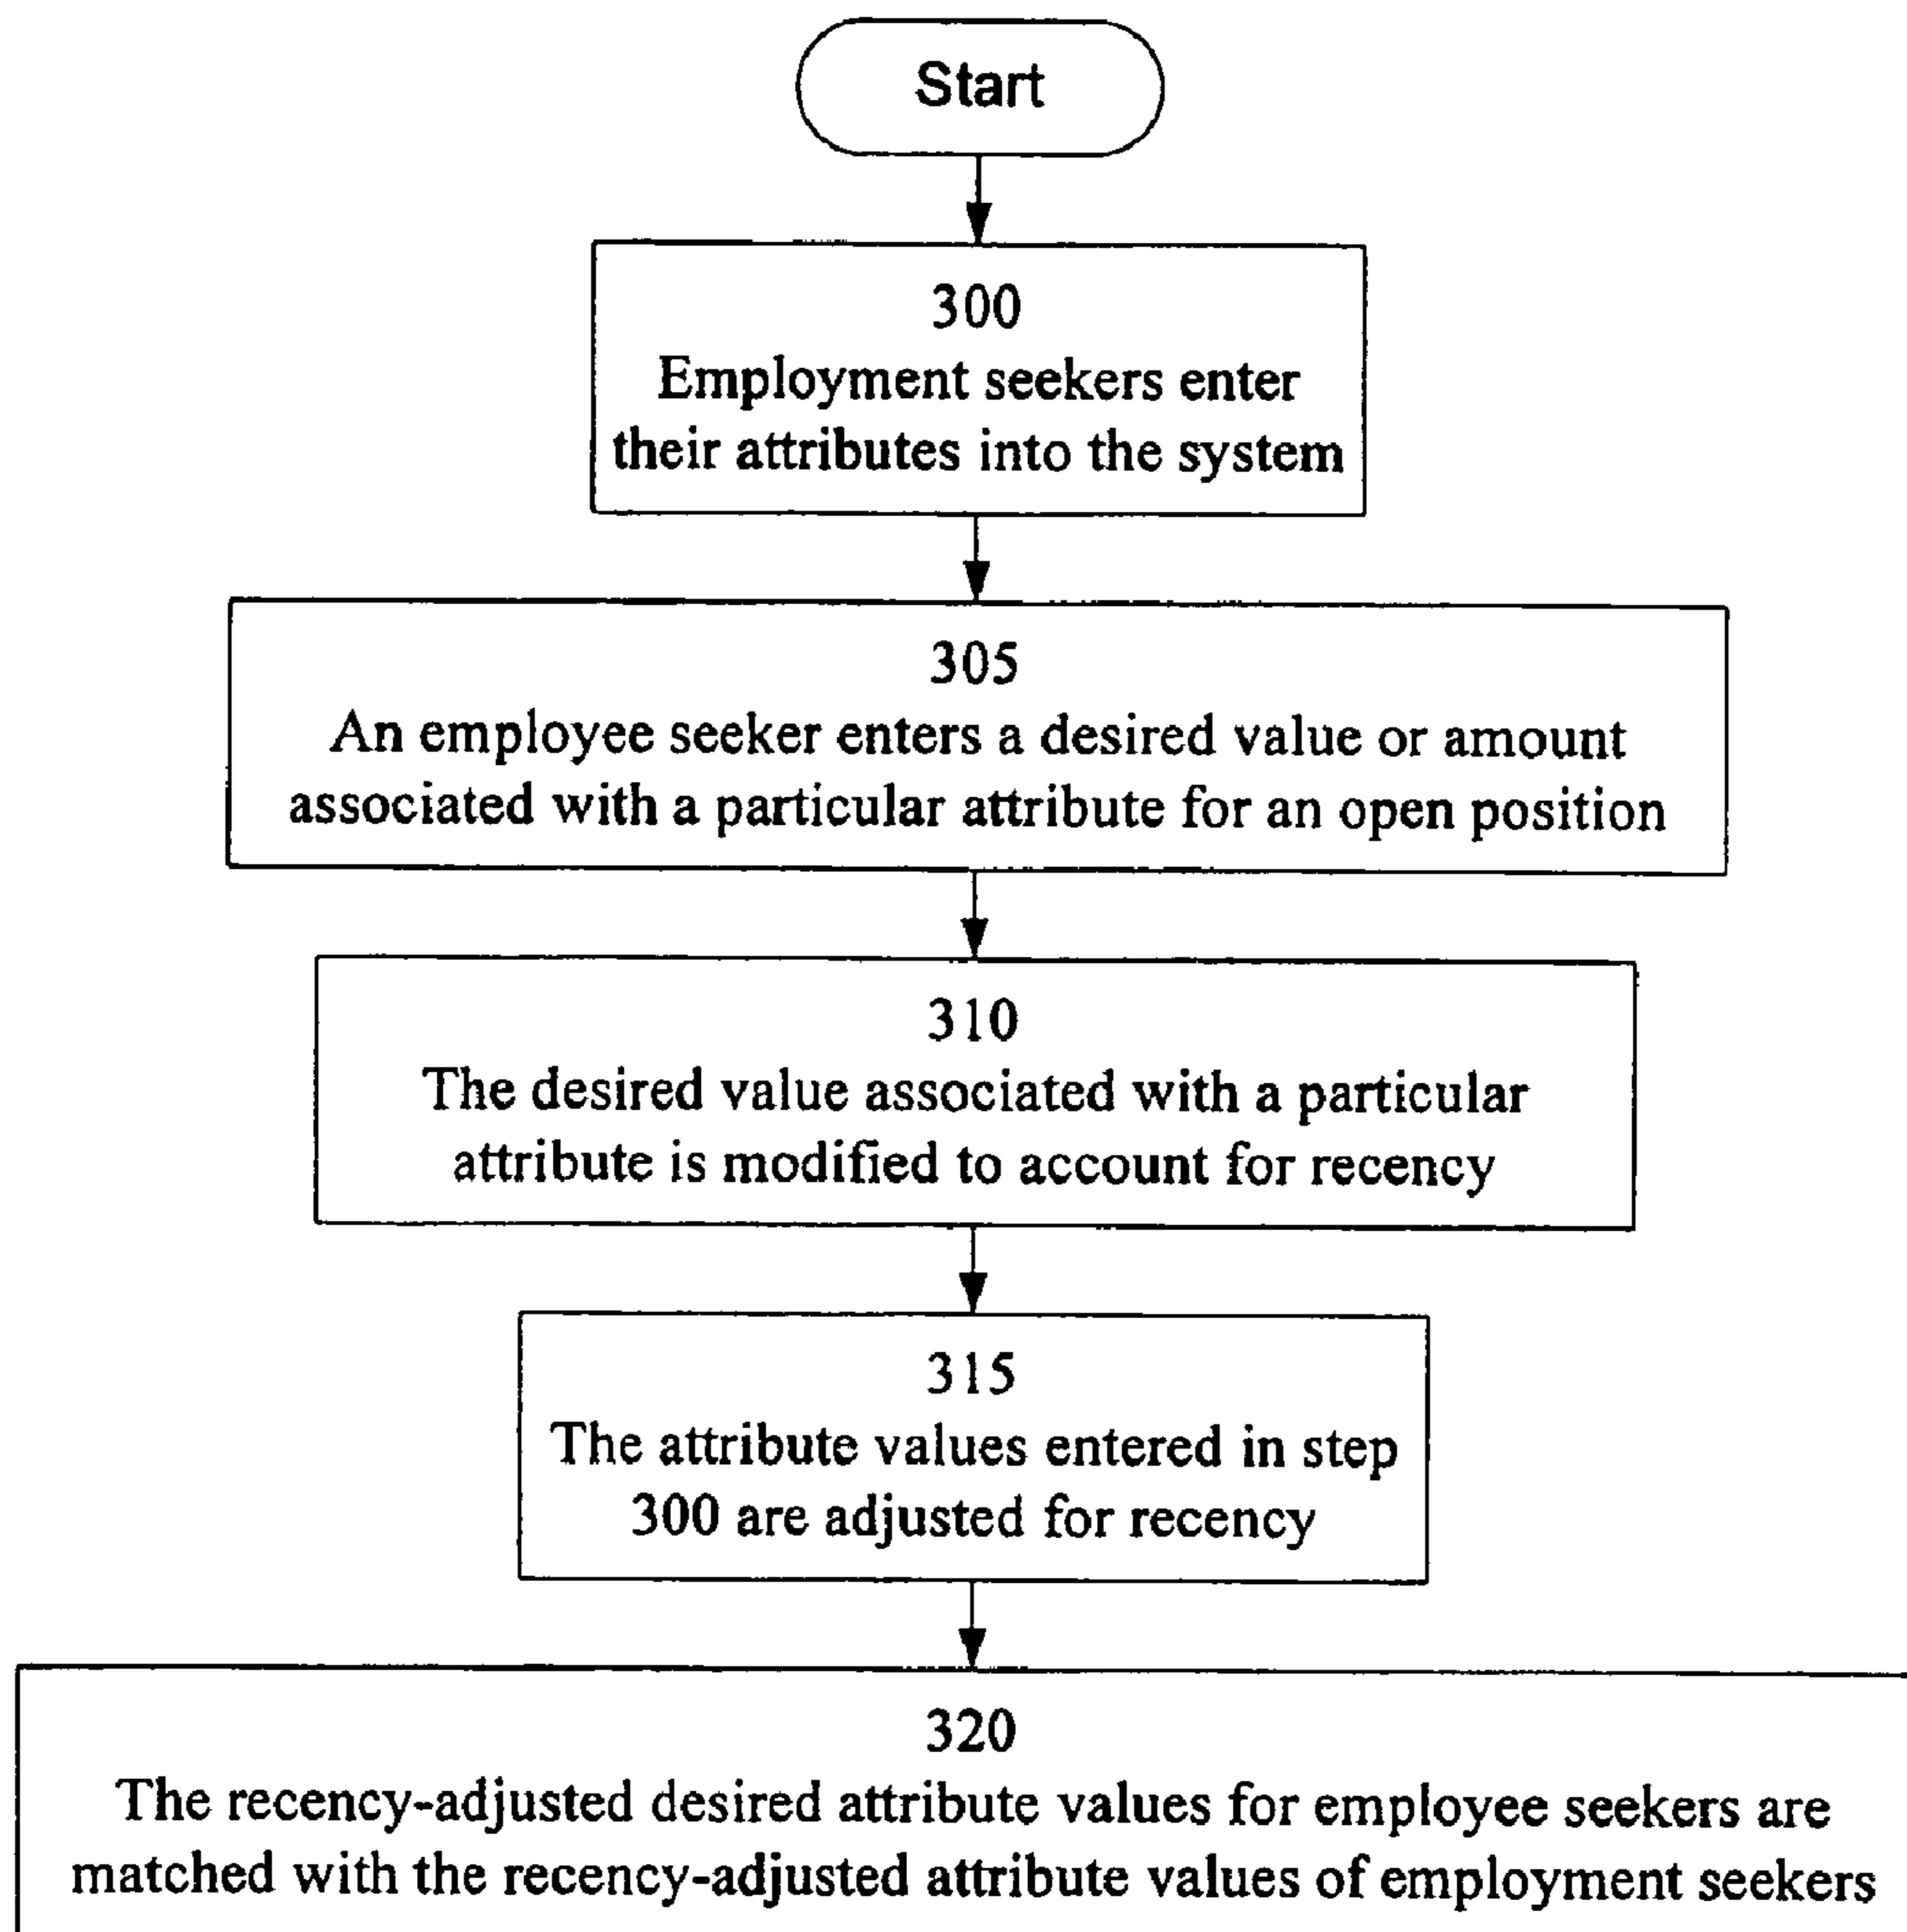 Start
300
Employment seekers enter
their attributes into the system
305
An employee seeker enters a desired value or amount
associated with a particular attribute for an open position
310
The desired value associated with a particular
attribute is modified to account for recency
315
The attribute values entered in step
300 are adjusted for recency
320
The recency-adjusted desired attribute values for employee seekers are
matched with the recency-adjusted attribute values of employment seekers